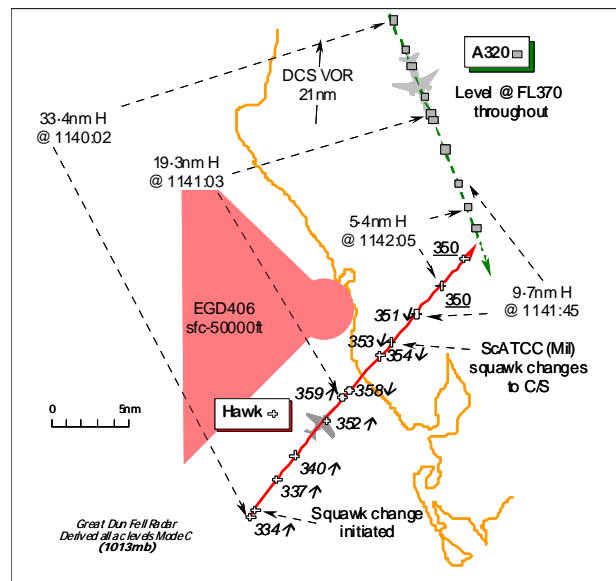 A320
Level @ FL370
throughout
DCS VOR
21nm
33·4nm H
@ 1140:02
19·3nm H
@ 1141:03
5·4nm H
@ 1142:05
350
350
9·7nm H
@ 1141:45
EGD406
sfc-50000ft
351↓
353↓
354↓
ScATCC (Mil)
squawk changes
to C/S
0
5nm
359↑
358↓
Hawk
352↑
340↑
337↑
334↑
Squawk change
initiated
Great Dun Fell Radar
Derived all ac levels Mode C
(1013mb)